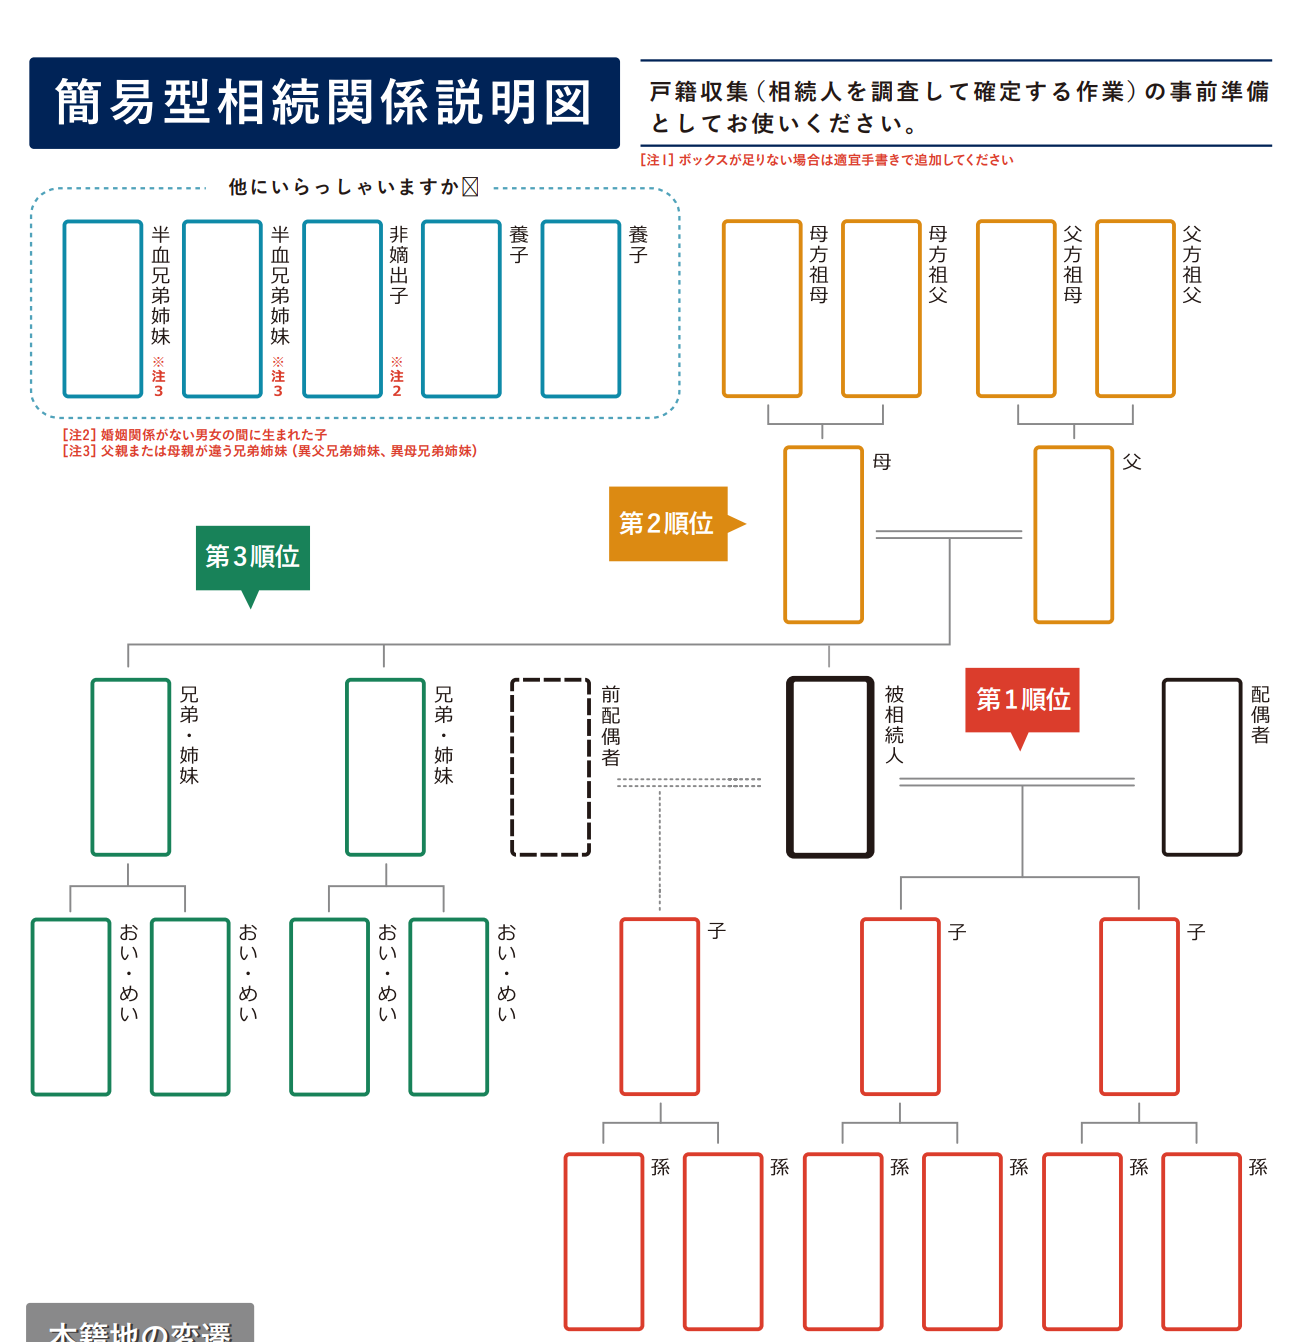 簡易型相続関係説明図
戸籍収集（相続人を調査して確定する作業）の事前準備
としてお使いください。
［注1］ボックスが足りない場合は適宜手書きで追加してください
他にいらっしゃいますか
半血兄弟姉妹
※注3
半血兄弟姉妹
※注3
非嫡出子
※注2
養子
養子
母方祖母
母方祖父
父方祖母
父方祖父
［注2］婚姻関係がない男女の間に生まれた子
［注3］父親または母親が違う兄弟姉妹（異父兄弟姉妹、異母兄弟姉妹）
母
父
第2順位
第3順位
兄弟・姉妹
兄弟・姉妹
前配偶者
被相続人
第1順位
配偶者
おい・めい
おい・めい
おい・めい
おい・めい
子
子
子
孫
孫
孫
孫
孫
孫
本籍地の変遷